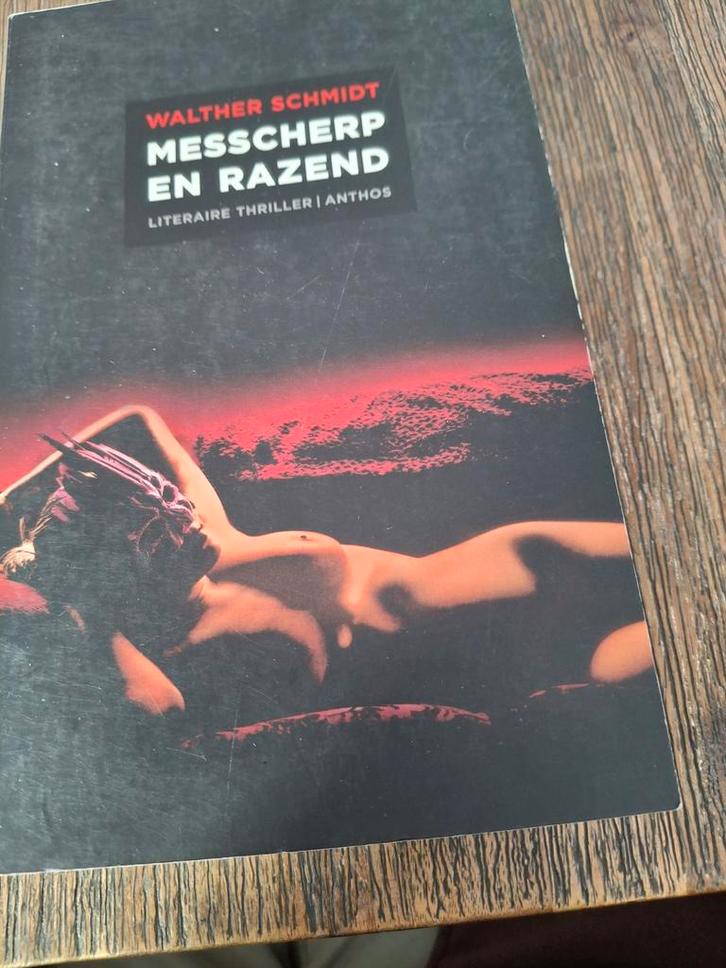 WALTHER SCHMIDT
MESSCHERP
EN RAZEND
LITERAIRE THRILLER | ANTHOS